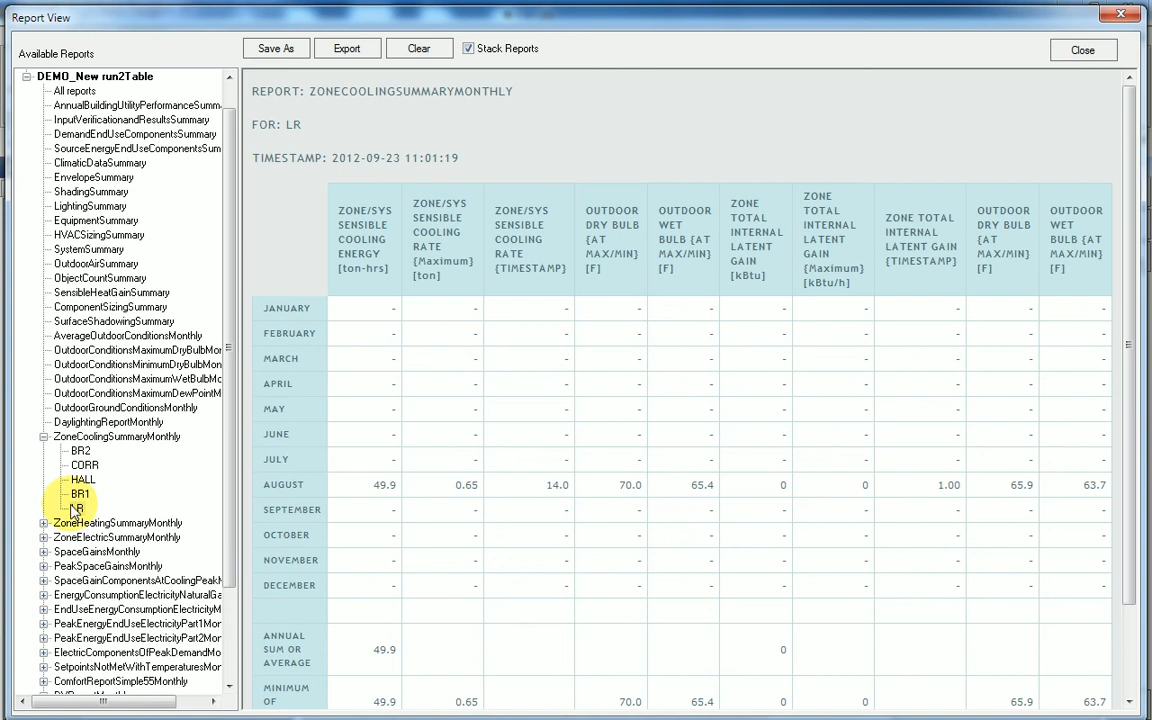 Report View
Available Reports
Save As
Export
Clear
Stack Reports
Close
DEMO_New run2Table
All reports
AnnualBuildingUtilityPerformanceSumma
InputVerificationandResultsSummary
DemandEndUseComponentsSummary
SourceEnergyEndUseComponentsSum
ClimaticDataSummary
EnvelopeSummary
ShadingSummary
LightingSummary
EquipmentSummary
HVACSizingSummary
SystemSummary
OutdoorAirSummary
ObjectCountSummary
SensibleHeatGainSummary
ComponentSizingSummary
SurfaceShadowingSummary
AverageOutdoorConditionsMonthly
OutdoorConditionsMaximumDryBulbMon
OutdoorConditionsMinimumDryBulbMont
OutdoorConditionsMaximumWetBulbMon
OutdoorConditionsMaximumDewPointM
OutdoorGroundConditionsMonthly
DaylightingReportMonthly
ZoneCoolingSummaryMonthly
BR2
CORR
HALL
BR1
LR
ZoneHeatingSummaryMonthly
ZoneElectricSummaryMonthly
SpaceGainsMonthly
PeakSpaceGainsMonthly
SpaceGainComponentsAtCoolingPeakM
EnergyConsumptionElectricityNaturalGa
EndUseEnergyConsumptionElectricityM
PeakEnergyEndUseElectricityPart1Mon
PeakEnergyEndUseElectricityPart2Mon
ElectricComponentsOfPeakDemandMo
SetpointsNotMetWithTemperaturesMon
ComfortReportSimple55Monthly
REPORT: ZONECOOLINGSUMMARYMONTHLY
FOR: LR
TIMESTAMP: 2012-09-23 11:01:19
ZONE/SYS SENSIBLE COOLING ENERGY [ton-hrs] ZONE/SYS SENSIBLE COOLING RATE {Maximum} [ton] ZONE/SYS SENSIBLE COOLING RATE {TIMESTAMP} OUTDOOR DRY BULB {AT MAX/MIN} [F] OUTDOOR WET BULB {AT MAX/MIN} [F] ZONE TOTAL INTERNAL LATENT GAIN [kBtu] ZONE TOTAL INTERNAL LATENT GAIN {Maximum} [kBtu/h] ZONE TOTAL INTERNAL LATENT GAIN {TIMESTAMP} OUTDOOR DRY BULB {AT MAX/MIN} [F] OUTDOOR WET BULB {AT MAX/MIN} [F]
JANUARY - - - - - - - - - -
FEBRUARY - - - - - - - - - -
MARCH - - - - - - - - - -
APRIL - - - - - - - - - -
MAY - - - - - - - - - -
JUNE - - - - - - - - - -
JULY - - - - - - - - - -
AUGUST 49.9 0.65 14.0 70.0 65.4 0 0 1.00 65.9 63.7
SEPTEMBER - - - - - - - - - -
OCTOBER - - - - - - - - - -
NOVEMBER - - - - - - - - - -
DECEMBER - - - - - - - - - -
ANNUAL SUM OR AVERAGE 49.9 0
MINIMUM OF 49.9 0.65 70.0 65.4 0 0 65.9 63.7